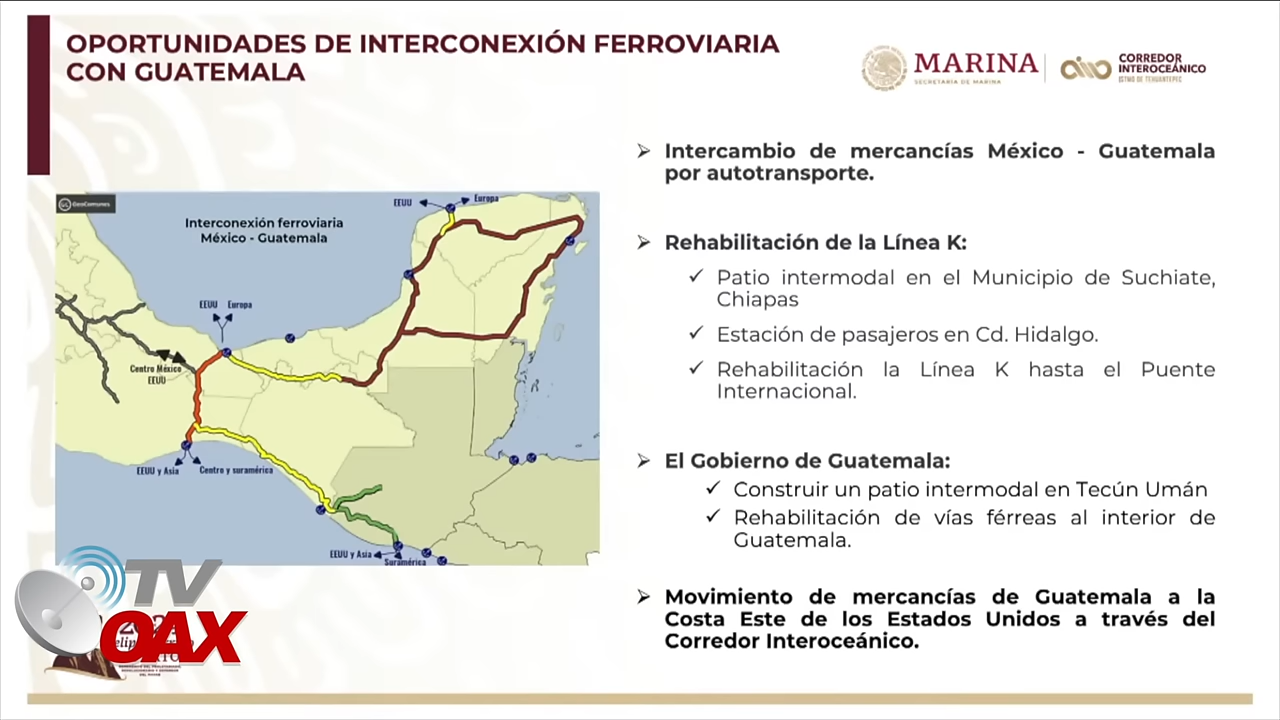 OPORTUNIDADES DE INTERCONEXIÓN FERROVIARIA
CON GUATEMALA
MARINA
SECRETARÍA DE MARINA
CORREDOR
INTEROCEÁNICO
ISTMO DE TEHUANTEPEC
GeoComunes
Interconexión ferroviaria
México - Guatemala
EEUU
Europa
EEUU
Europa
Centro México
EEUU
EEUU y Asia
Centro y suramérica
EEUU y Asia
Suramérica
Intercambio de mercancías México - Guatemala
por autotransporte.
Rehabilitación de la Línea K:
Patio intermodal en el Municipio de Suchiate,
Chiapas
Estación de pasajeros en Cd. Hidalgo.
Rehabilitación la Línea K hasta el Puente
Internacional.
El Gobierno de Guatemala:
Construir un patio intermodal en Tecún Umán
Rehabilitación de vías férreas al interior de
Guatemala.
Movimiento de mercancías de Guatemala a la
Costa Este de los Estados Unidos a través del
Corredor Interoceánico.
TV
OAX